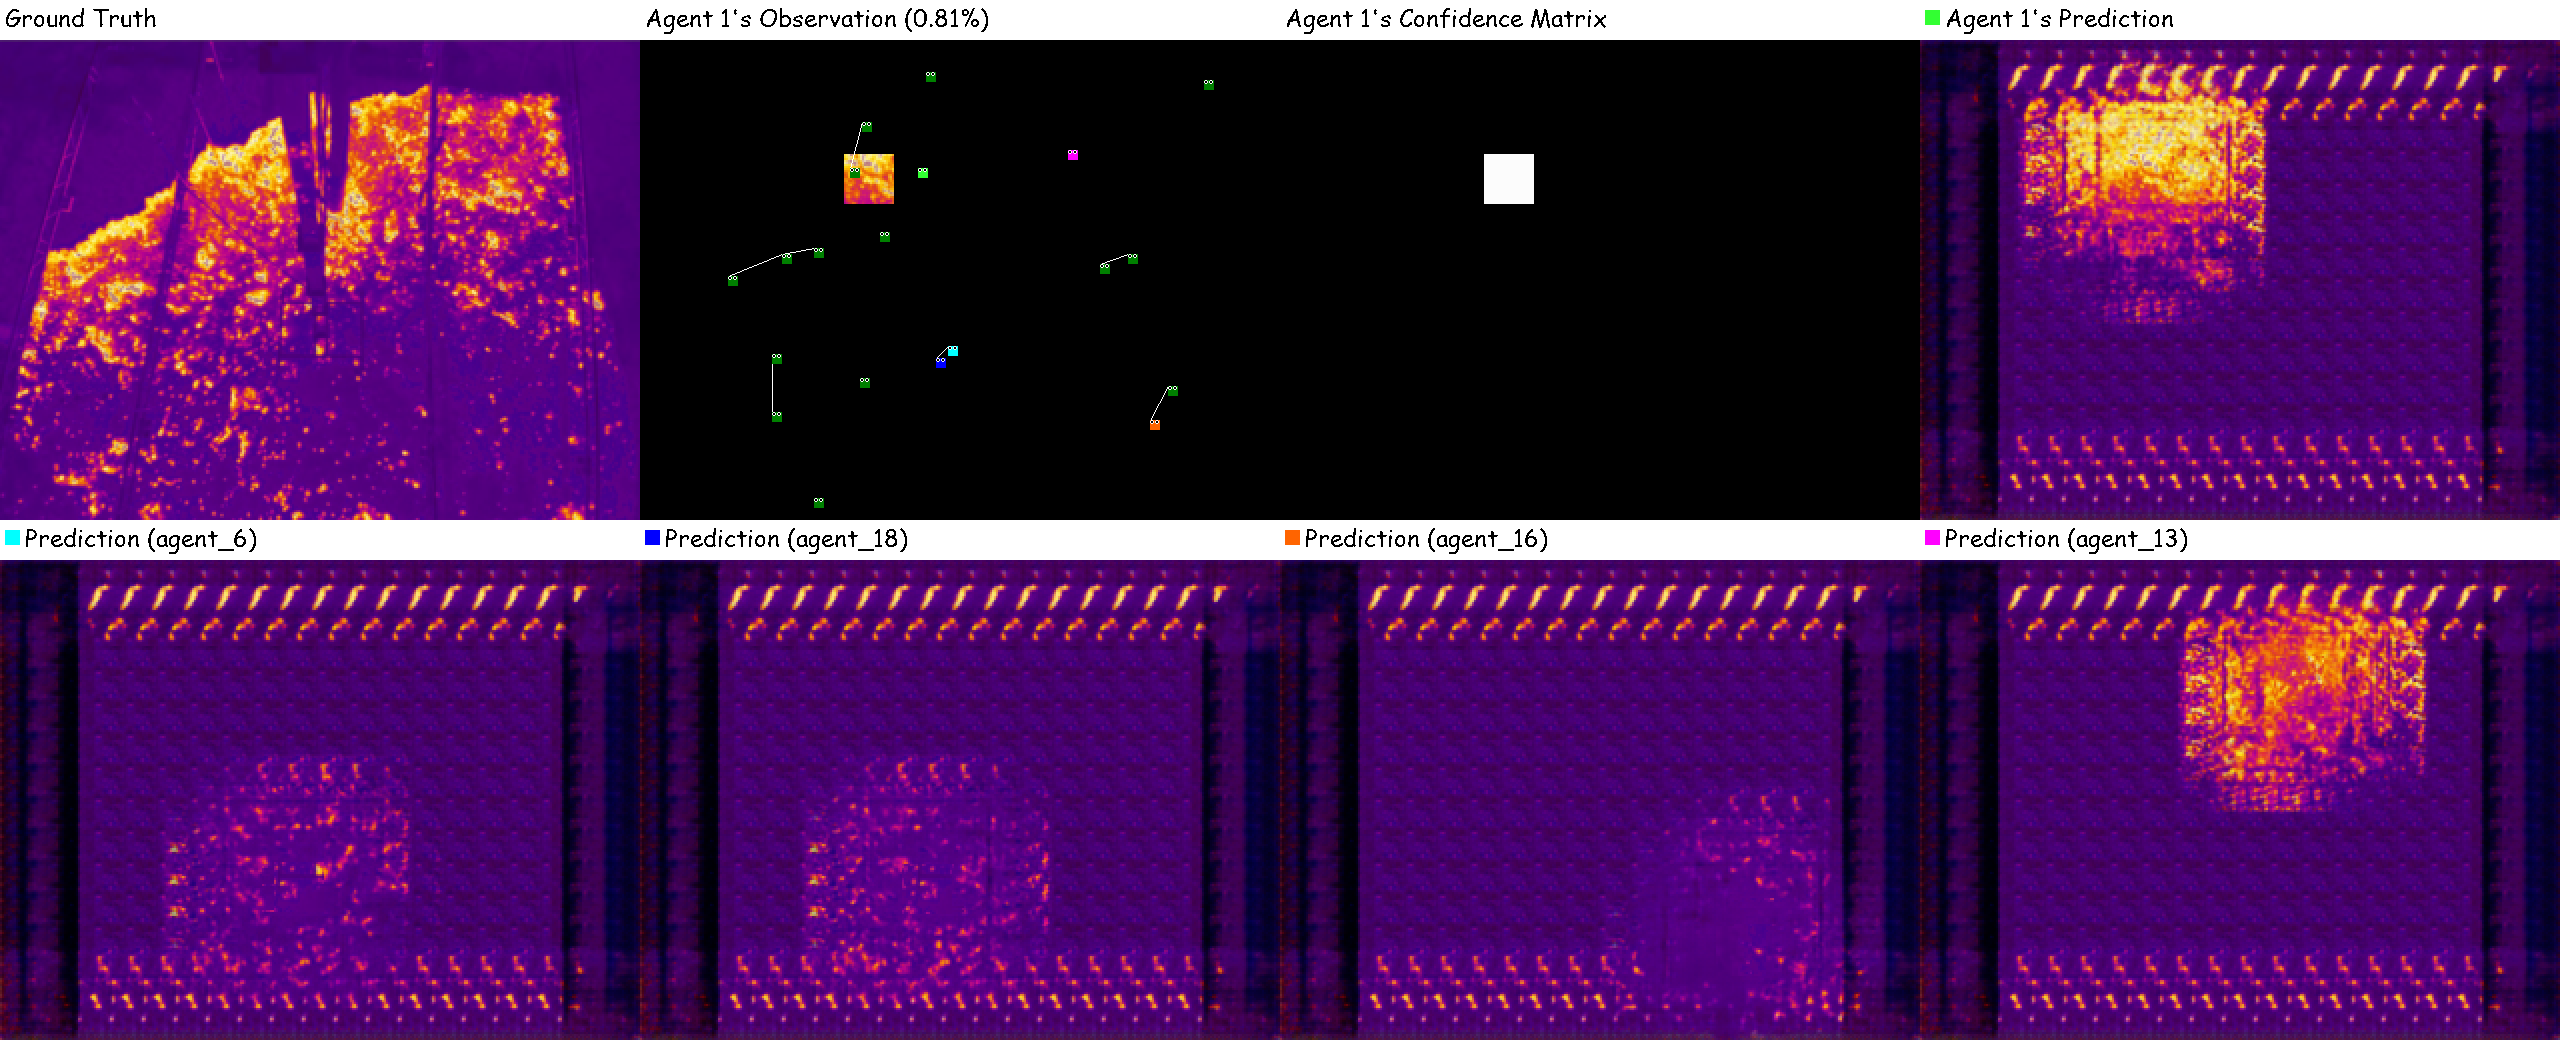 Ground Truth
Agent 1's Observation (0.81%)
Agent 1's Confidence Matrix
Agent 1's Prediction
Prediction (agent_6)
Prediction (agent_18)
Prediction (agent_16)
Prediction (agent_13)